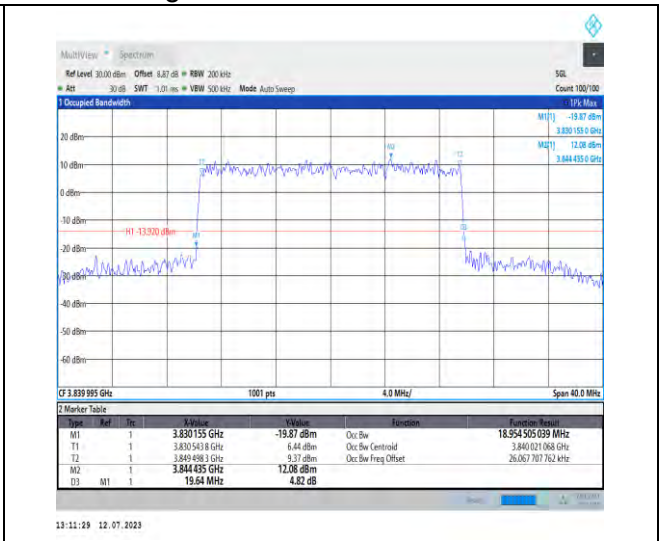 MultiView Spectrum
Ref Level 30.00 dBm Offset 8.87 dB RBW 200 kHz SGL
Att 30 dB SWT 1.01 ms VBW 500 kHz Mode Auto Sweep Count 100/100
1 Occupied Bandwidth 1Pk Max
M1[1] -19.87 dBm
3.830 155 0 GHz
M2[1] 12.08 dBm
3.844 435 0 GHz
20 dBm
M2
T1 T2
10 dBm
0 dBm
-10 dBm
H1 -13.920 dBm
D3
M1
-20 dBm
-30 dBm
-40 dBm
-50 dBm
-60 dBm
CF 3.839 995 GHz 1001 pts 4.0 MHz/ Span 40.0 MHz
2 Marker Table
Type Ref Trc X-Value Y-Value Function Function Result
M1 1 3.830155 GHz -19.87 dBm Occ Bw 18.954 505 039 MHz
T1 1 3.830 543 8 GHz 6.44 dBm Occ Bw Centroid 3.840 021 068 GHz
T2 1 3.849 498 3 GHz 9.37 dBm Occ Bw Freq Offset 26.067 707 762 kHz
M2 1 3.844 435 GHz 12.08 dBm
D3 M1 1 19.64 MHz 4.82 dB
13:11:29 12.07.2023